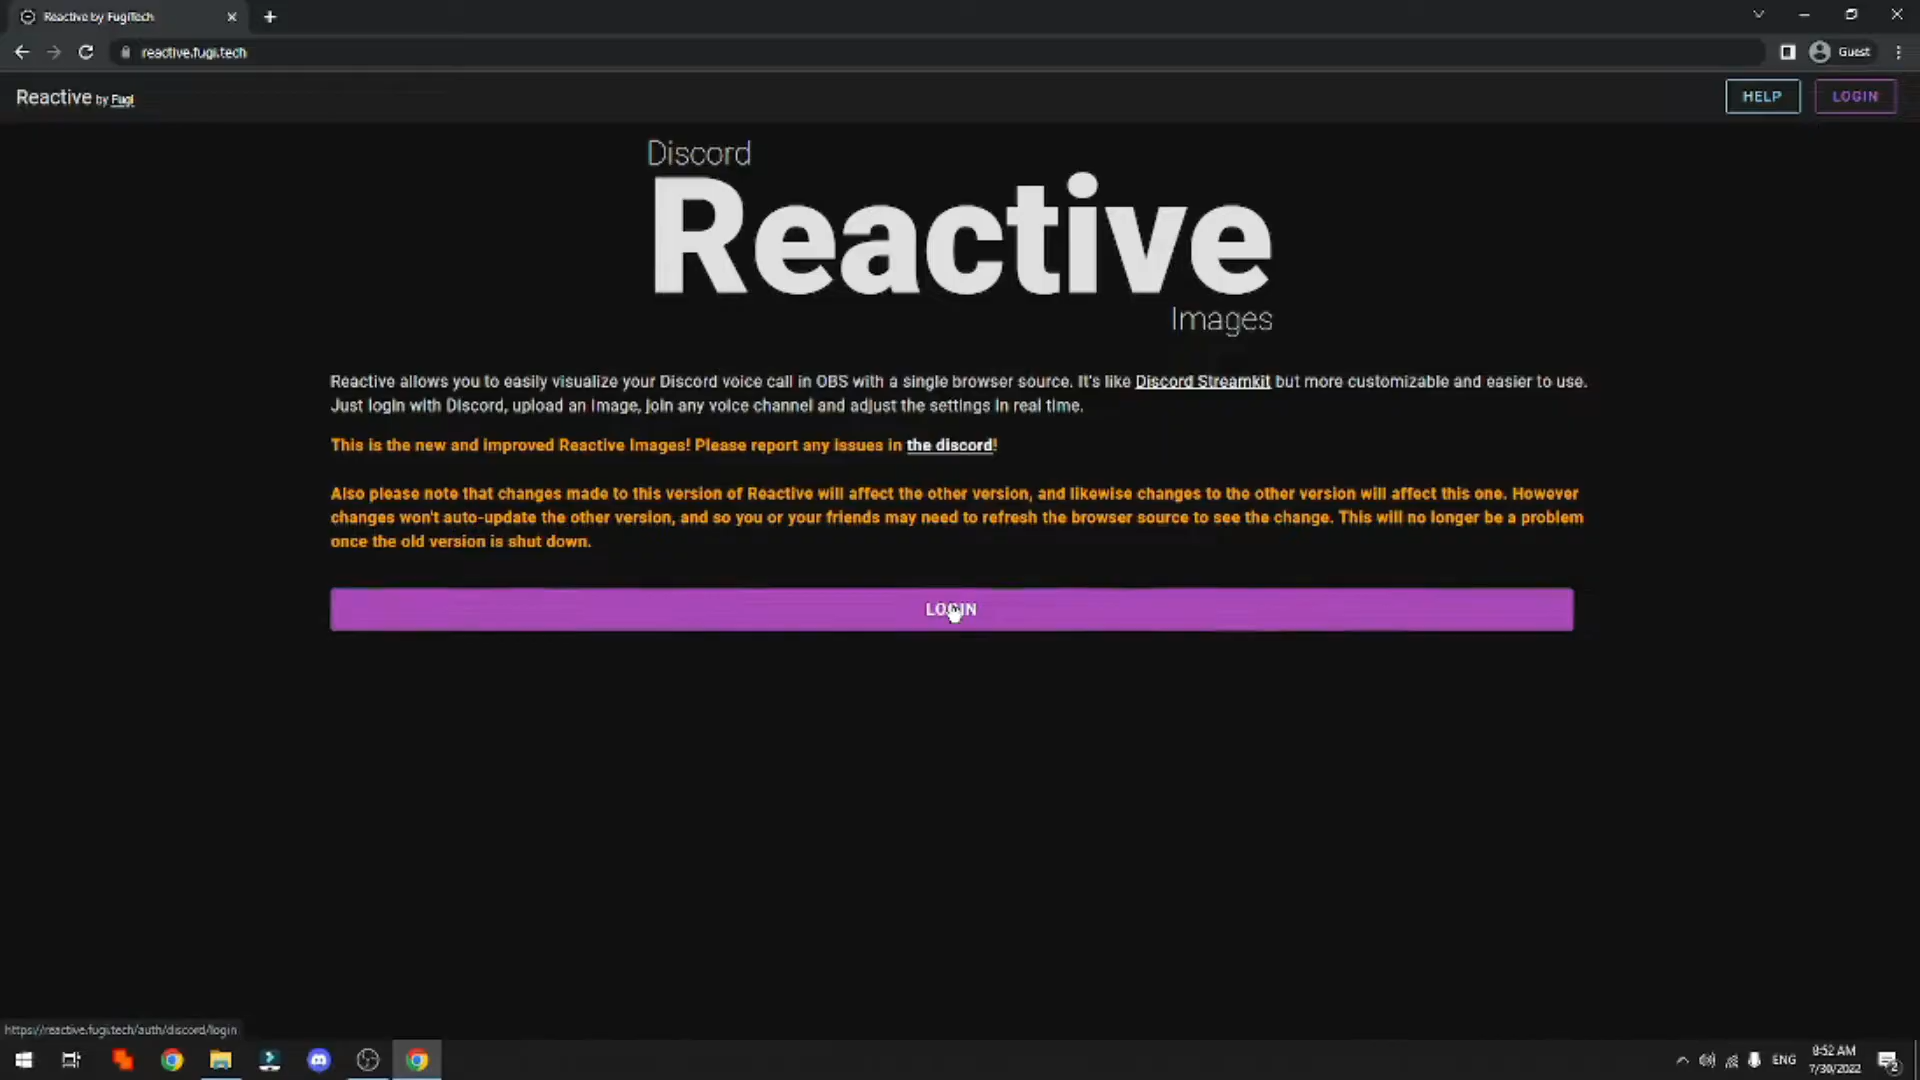 Reactive by FugiTech
reactive.fugi.tech
Guest
Reactive by Fugi
HELP
LOGIN
Discord
Reactive
Images
Reactive allows you to easily visualize your Discord voice call in OBS with a single browser source. It's like Discord Streamkit but more customizable and easier to use.
Just login with Discord, upload an image, join any voice channel and adjust the settings in real time.
This is the new and improved Reactive Images! Please report any issues in the discord!
Also please note that changes made to this version of Reactive will affect the other version, and likewise changes to the other version will affect this one. However
changes won't auto-update the other version, and so you or your friends may need to refresh the browser source to see the change. This will no longer be a problem
once the old version is shut down.
LOGIN
https://reactive.fugi.tech/auth/discord/login
ENG
8:52 AM
7/30/2022
2